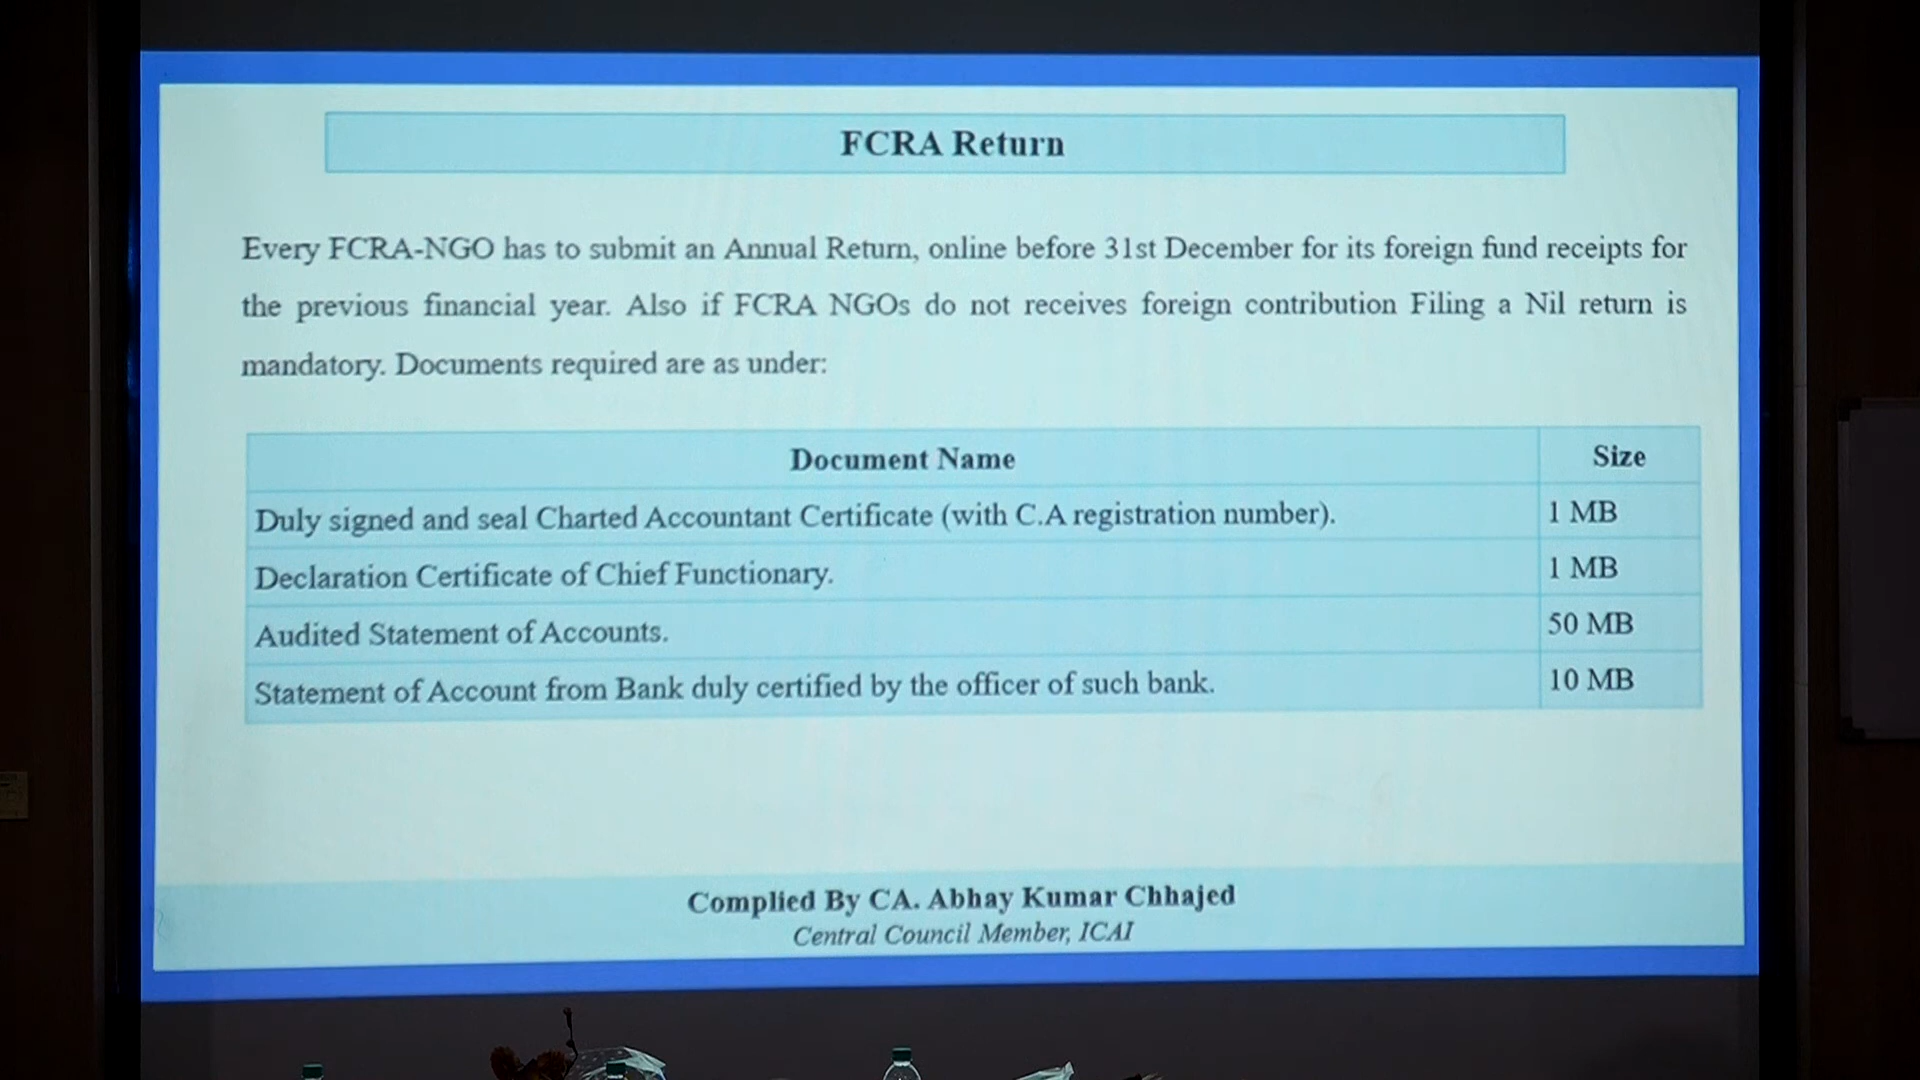 FCRA Return
Every FCRA-NGO has to submit an Annual Return, online before 31st December for its foreign fund receipts for
the previous financial year. Also if FCRA NGOs do not receives foreign contribution Filing a Nil return is
mandatory. Documents required are as under:
Document Name Size
Duly signed and seal Charted Accountant Certificate (with C.A registration number). 1 MB
Declaration Certificate of Chief Functionary. 1 MB
Audited Statement of Accounts. 50 MB
Statement of Account from Bank duly certified by the officer of such bank. 10 MB
Complied By CA. Abhay Kumar Chhajed
Central Council Member, ICAI